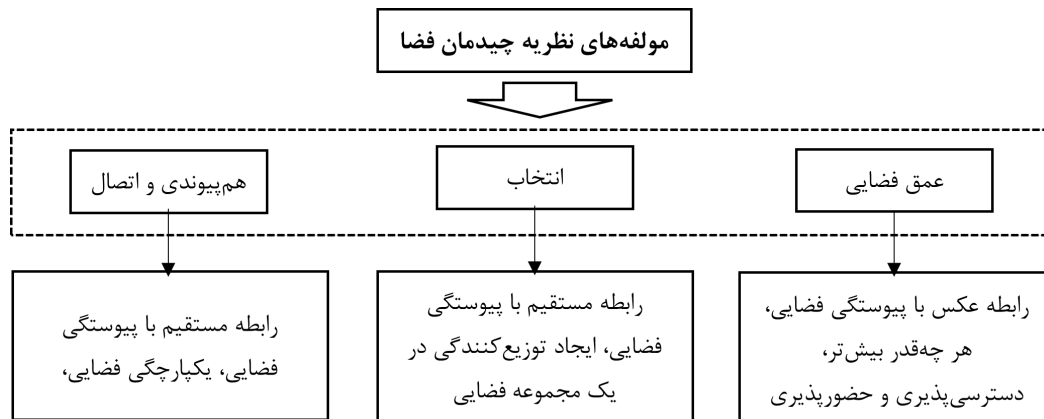 مولفه‌های نظریه چیدمان فضا
عمق فضایی
انتخاب
هم‌پیوندی و اتصال
رابطه عکس با پیوستگی فضایی،
هر چه‌قدر بیش‌تر،
دسترسی‌پذیری و حضورپذیری
رابطه مستقیم با پیوستگی
فضایی، ایجاد توزیع‌کنندگی در
یک مجموعه فضایی
رابطه مستقیم با پیوستگی
فضایی، یکپارچگی فضایی،